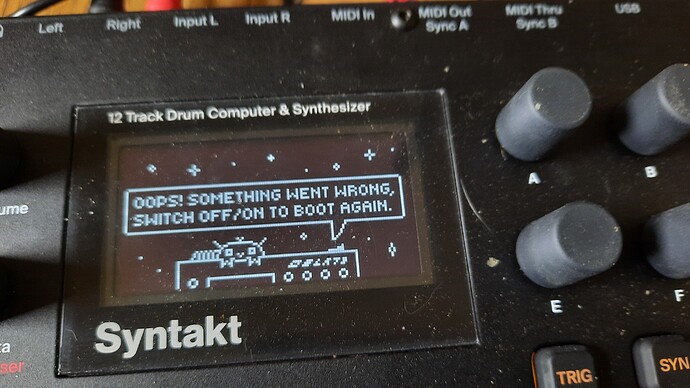 Left Right Input L Input R MIDI In MIDI Out MIDI Thru USB
Sync A Sync B
12 Track Drum Computer & Synthesizer
OOPS! SOMETHING WENT WRONG,
SWITCH OFF/ON TO BOOT AGAIN.
A B
E F
Syntakt
TRIG SYN